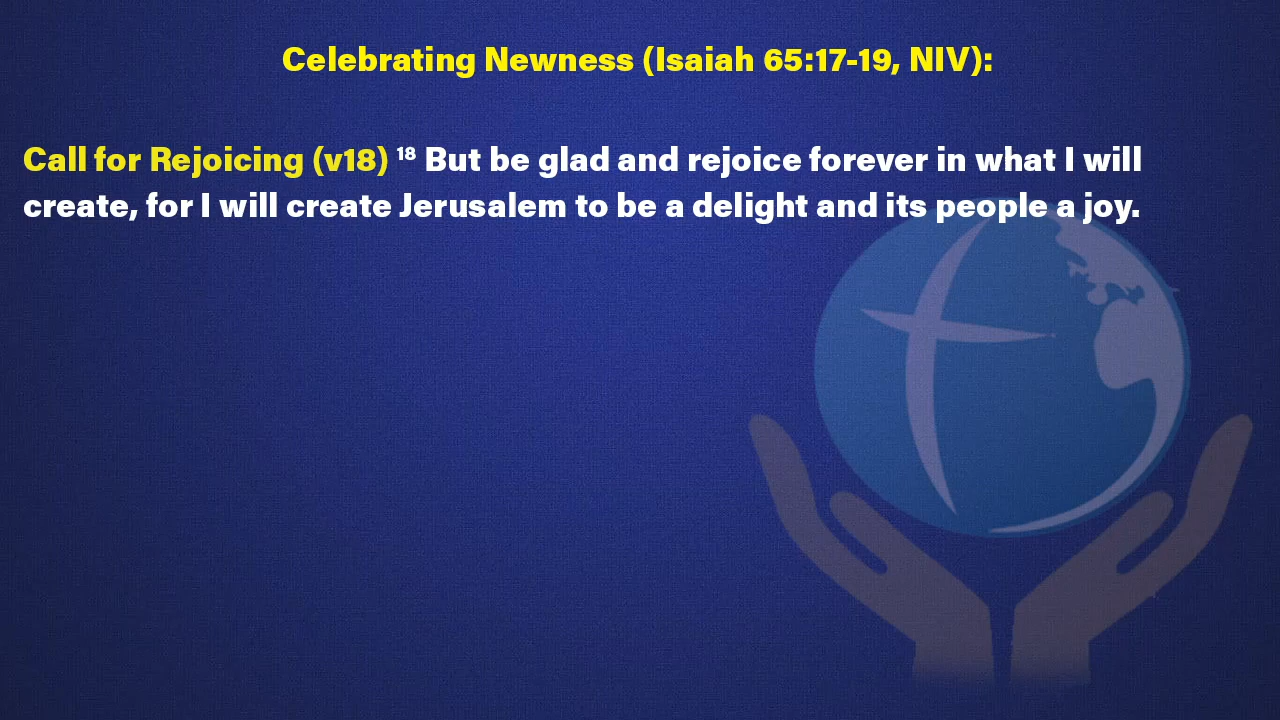 Celebrating Newness (Isaiah 65:17-19, NIV):
Call for Rejoicing (v18) ¹⁸ But be glad and rejoice forever in what I will
create, for I will create Jerusalem to be a delight and its people a joy.